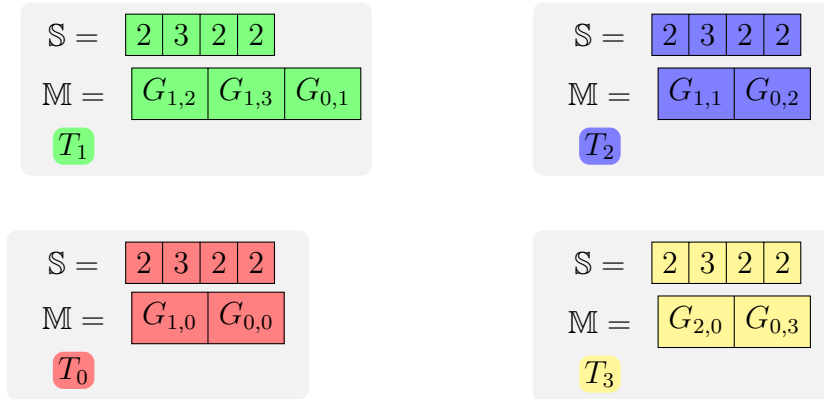 𝕊 = 2 3 2 2
𝕄 = G₁,₂ G₁,₃ G₀,₁
T₁
𝕊 = 2 3 2 2
𝕄 = G₁,₁ G₀,₂
T₂
𝕊 = 2 3 2 2
𝕄 = G₁,₀ G₀,₀
T₀
𝕊 = 2 3 2 2
𝕄 = G₂,₀ G₀,₃
T₃